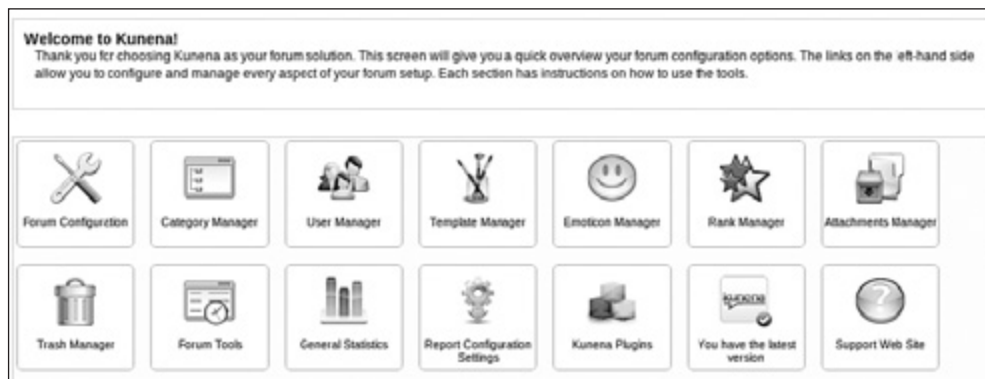 Welcome to Kunena!
Thank you for choosing Kunena as your forum solution. This screen will give you a quick overview your forum configuration options. The links on the left-hand side
allow you to configure and manage every aspect of your forum setup. Each section has instructions on how to use the tools.
Forum Configuration
Category Manager
User Manager
Template Manager
Emoticon Manager
Rank Manager
Attachments Manager
Trash Manager
Forum Tools
General Statistics
Report Configuration
Settings
Kunena Plugins
kunena
You have the latest
version
Support Web Site